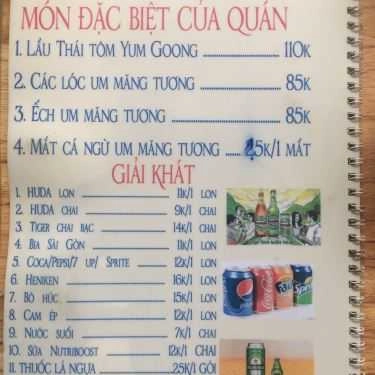 MÓN ĐẶC BIỆT CỦA QUÁN
1. LẨU THÁI TÔM YUM GOONG 110K
2. CÁC LÓC UM MĂNG TƯƠNG 85K
3. ẾCH UM MĂNG TƯƠNG 85K
4. MẮT CÁ NGỪ UM MĂNG TƯƠNG 25K/1 MẮT
GIẢI KHÁT
1. HUDA LON 11K/1 LON
2. HUDA CHAI 9K/1 CHAI
3. TIGER CHAI BẠC 14K/1 CHAI
4. BIA SÀI GÒN 11K/1 LON
5. COCA/PEPSI/7 UP/ SPRITE 12K/1 LON
6. HENIKEN 16K/1 LON
7. BÒ HÚC 15K/1 LON
8. CAM ÉP 12K/1 LON
9. NƯỚC SUỐI 7K/1 CHAI
10. SỮA NUTRIBOOST 12K/1 CHAI
11. THUỐC LÁ NGỰA 25K/1 GÓI